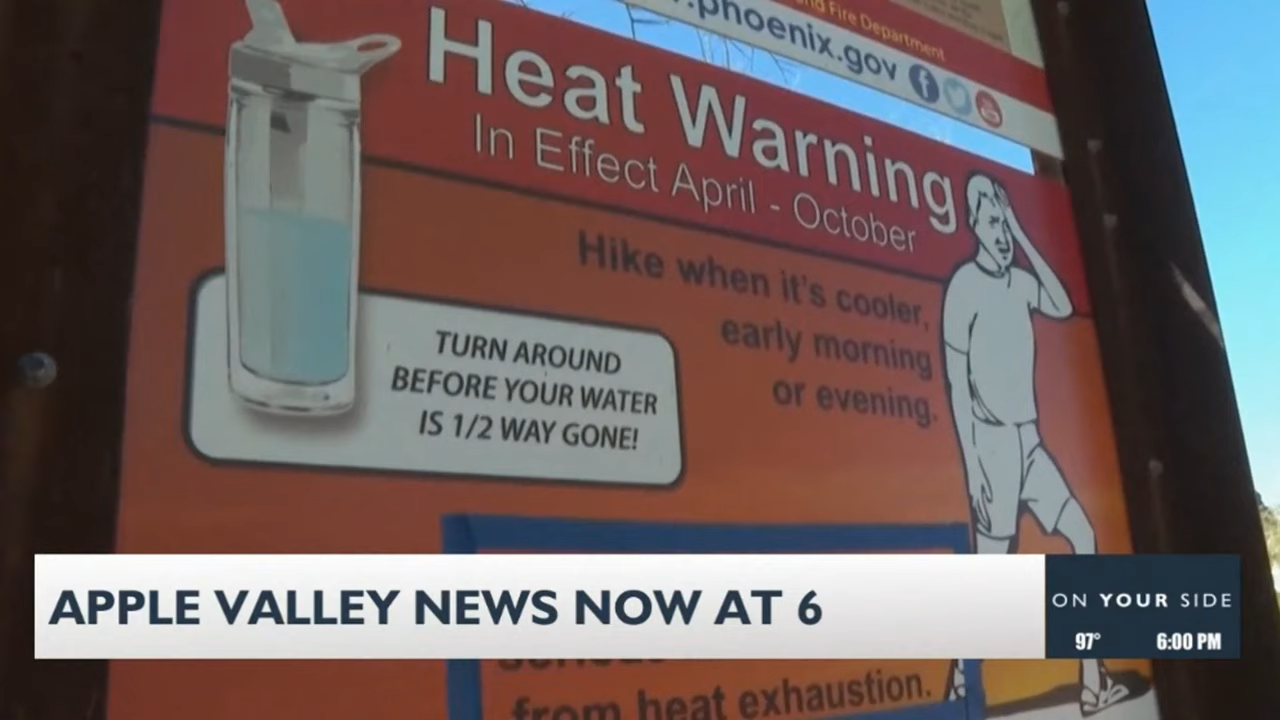 and Fire Department
.phoenix.gov
Heat Warning
In Effect April - October
Hike when it's cooler,
early morning
or evening.
TURN AROUND
BEFORE YOUR WATER
IS 1/2 WAY GONE!
from heat exhaustion.
APPLE VALLEY NEWS NOW AT 6
ON YOUR SIDE
97° 6:00 PM